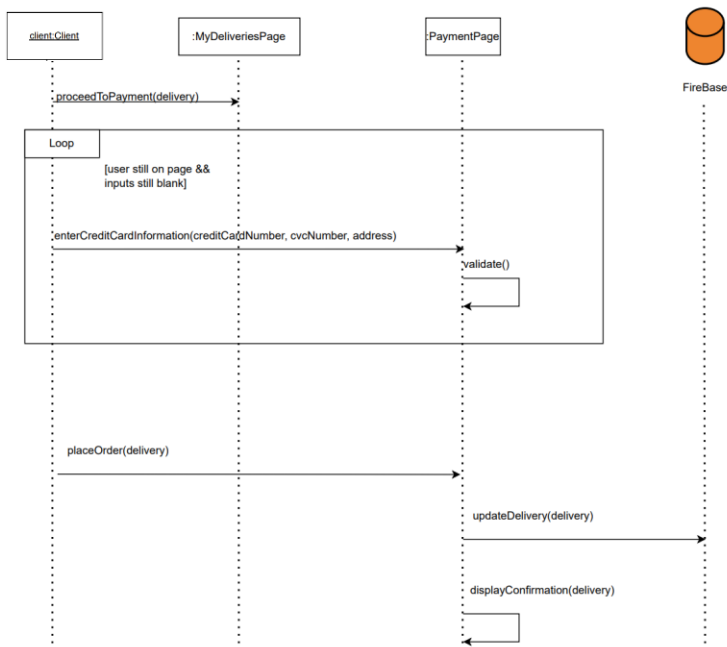 client:Client
:MyDeliveriesPage
:PaymentPage
FireBase
proceedToPayment(delivery)
Loop
[user still on page &&
inputs still blank]
enterCreditCardInformation(creditCardNumber, cvcNumber, address)
validate()
placeOrder(delivery)
updateDelivery(delivery)
displayConfirmation(delivery)